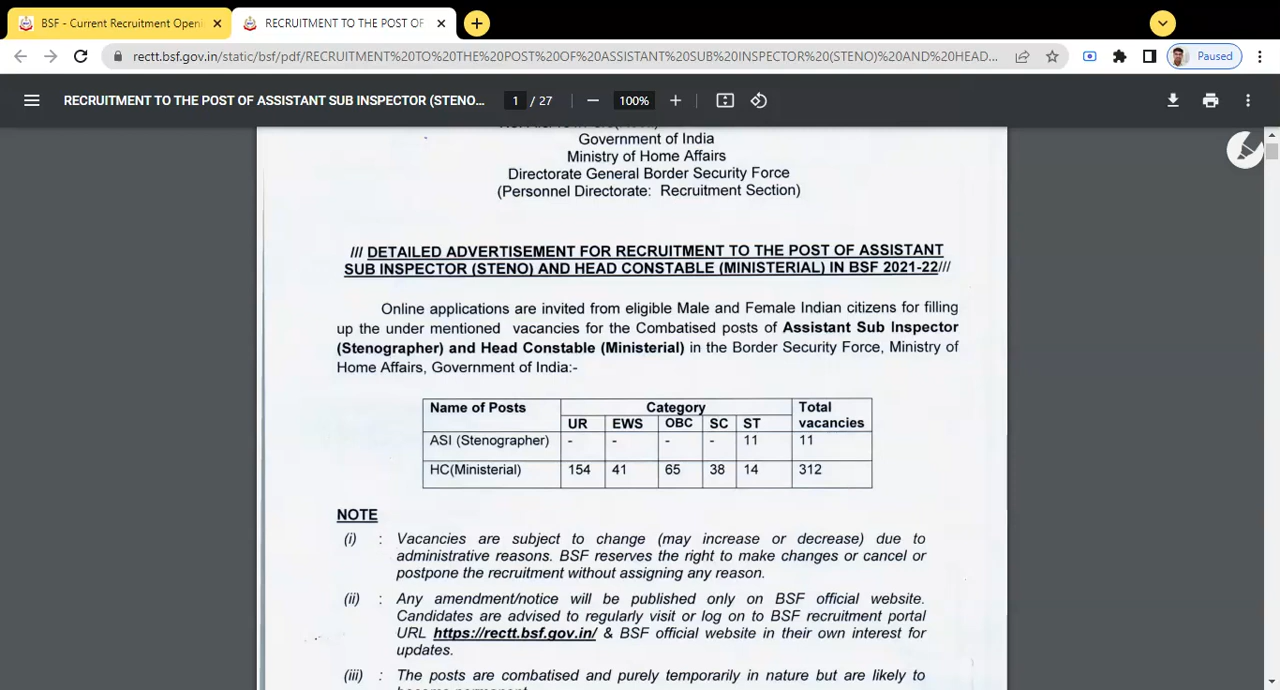 BSF - Current Recruitment Openi
RECRUITMENT TO THE POST OF
rectt.bsf.gov.in/static/bsf/pdf/RECRUITMENT%20TO%20THE%20POST%20OF%20ASSISTANT%20SUB%20INSPECTOR%20(STENO)%20AND%20HEAD...
Paused
RECRUITMENT TO THE POST OF ASSISTANT SUB INSPECTOR (STENO...
1 / 27
100%
Government of India
Ministry of Home Affairs
Directorate General Border Security Force
(Personnel Directorate: Recruitment Section)
/// DETAILED ADVERTISEMENT FOR RECRUITMENT TO THE POST OF ASSISTANT
SUB INSPECTOR (STENO) AND HEAD CONSTABLE (MINISTERIAL) IN BSF 2021-22///
Online applications are invited from eligible Male and Female Indian citizens for filling
up the under mentioned vacancies for the Combatised posts of Assistant Sub Inspector
(Stenographer) and Head Constable (Ministerial) in the Border Security Force, Ministry of
Home Affairs, Government of India:-
Name of Posts Category Total vacancies
UR EWS OBC SC ST
ASI (Stenographer) - - - - 11 11
HC(Ministerial) 154 41 65 38 14 312
NOTE
(i) : Vacancies are subject to change (may increase or decrease) due to
administrative reasons. BSF reserves the right to make changes or cancel or
postpone the recruitment without assigning any reason.
(ii) : Any amendment/notice will be published only on BSF official website.
Candidates are advised to regularly visit or log on to BSF recruitment portal
URL https://rectt.bsf.gov.in/ & BSF official website in their own interest for
updates.
(iii) : The posts are combatised and purely temporarily in nature but are likely to